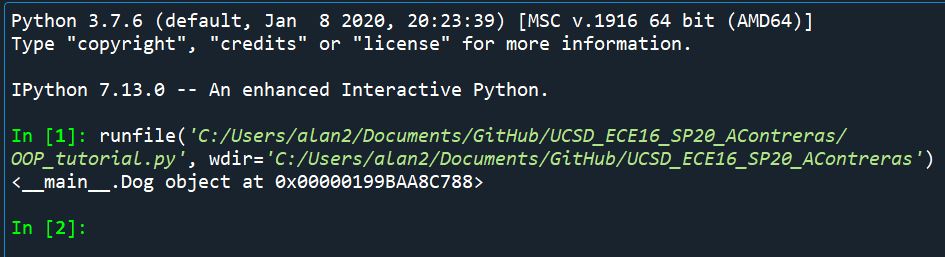 Python 3.7.6 (default, Jan  8 2020, 20:23:39) [MSC v.1916 64 bit (AMD64)]
Type "copyright", "credits" or "license" for more information.
IPython 7.13.0 -- An enhanced Interactive Python.
In [1]: runfile('C:/Users/alan2/Documents/GitHub/UCSD_ECE16_SP20_AContreras/
OOP_tutorial.py', wdir='C:/Users/alan2/Documents/GitHub/UCSD_ECE16_SP20_AContreras')
<__main__.Dog object at 0x00000199BAA8C788>
In [2]: